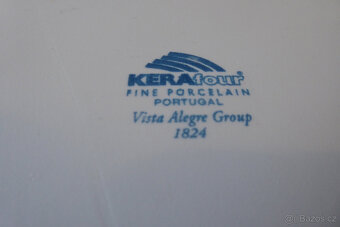 KERAfour®
FINE PORCELAIN
PORTUGAL
Vista Alegre Group
1824
© Bazos.cz